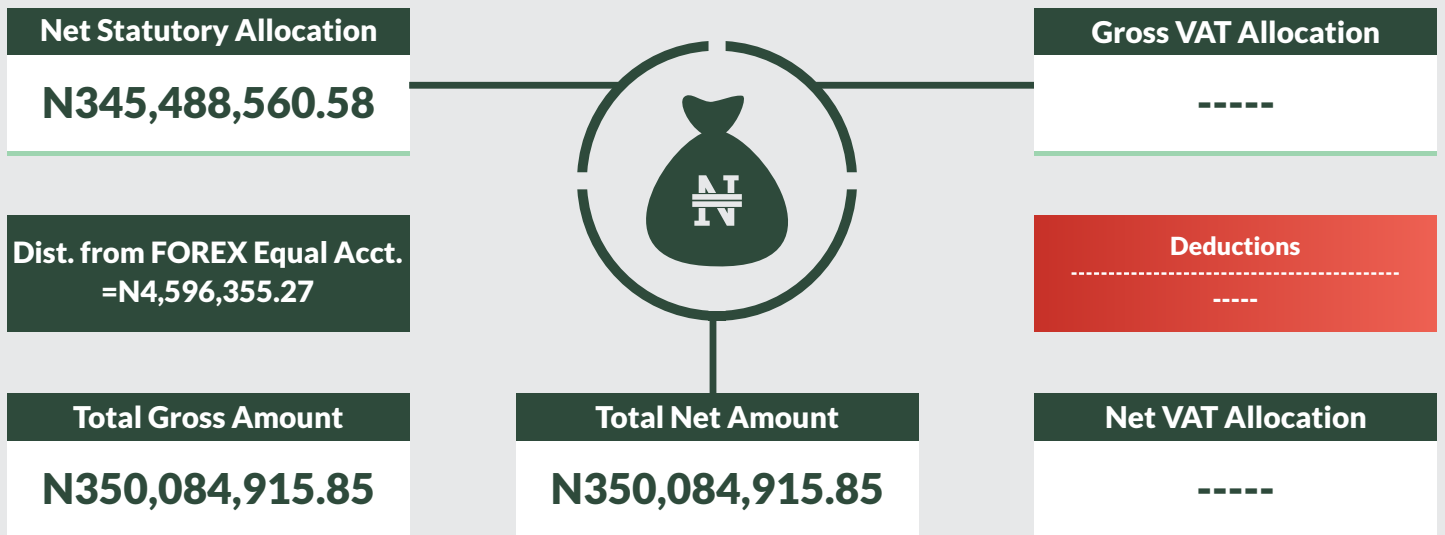 Net Statutory Allocation
N345,488,560.58
Gross VAT Allocation
-----
₦
Dist. from FOREX Equal Acct.
=N4,596,355.27
Deductions
--------------------------------------------
-----
Total Gross Amount
N350,084,915.85
Total Net Amount
N350,084,915.85
Net VAT Allocation
-----